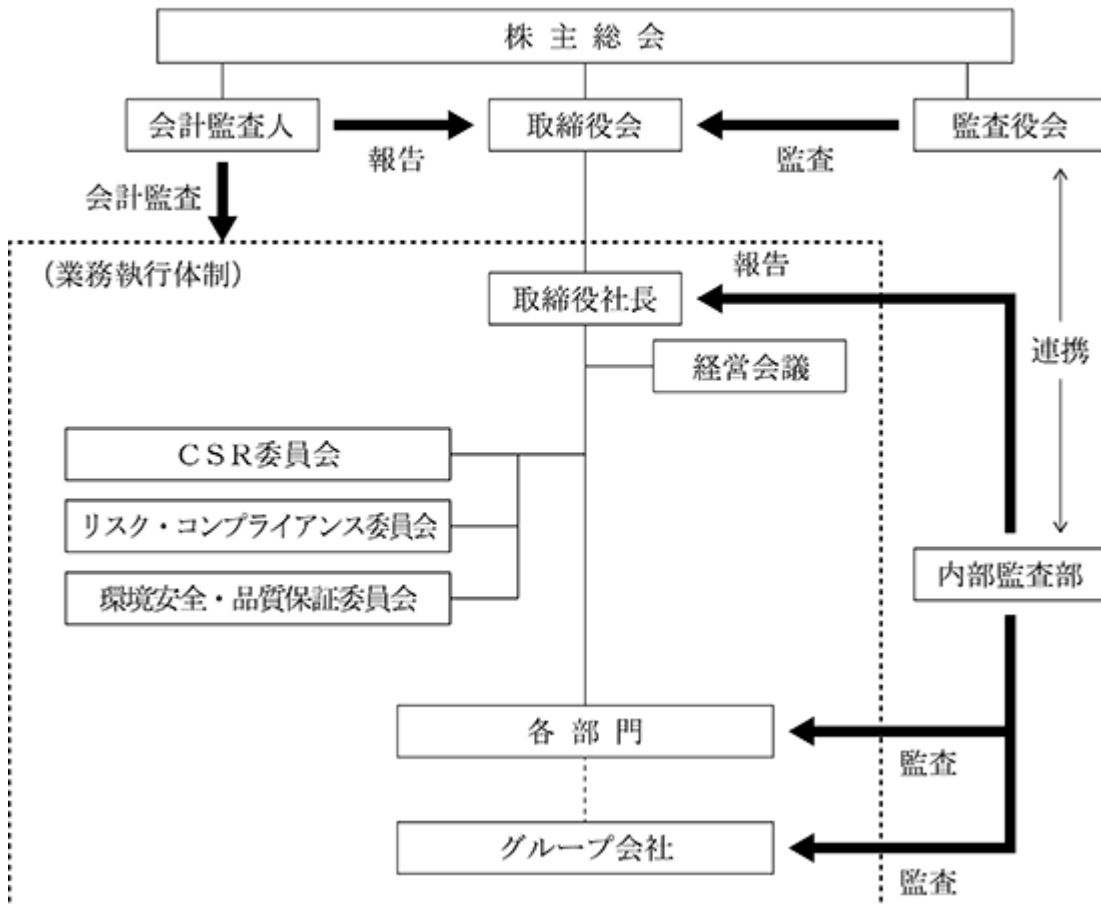 株主総会
会計監査人
取締役会
監査役会
報告
監査
会計監査
(業務執行体制)
報告
取締役社長
連携
経営会議
CSR委員会
リスク・コンプライアンス委員会
環境安全・品質保証委員会
内部監査部
各部門
監査
グループ会社
監査